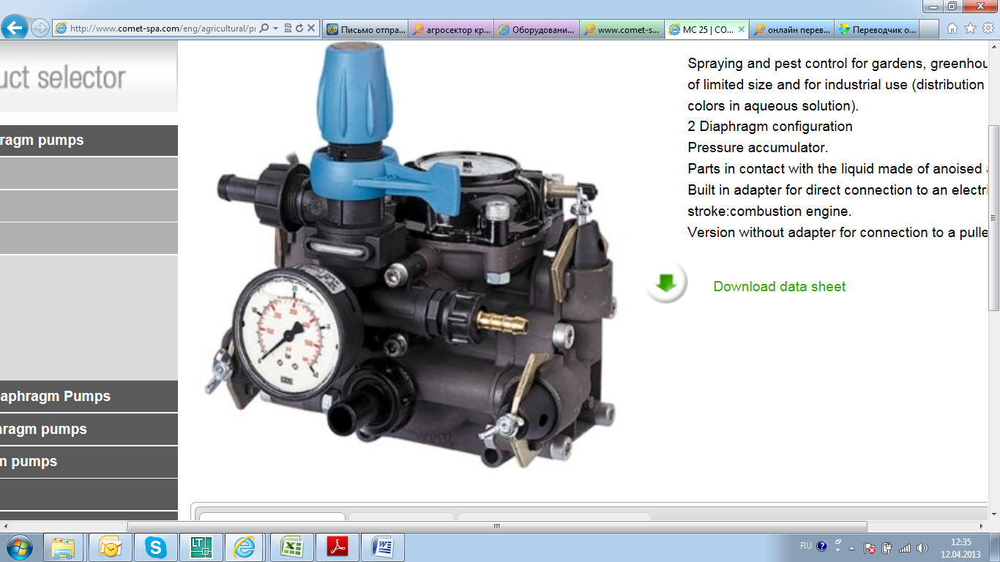 http://www.comet-spa.com/eng/agricultural/pı
Письмо отпра...
агросектор кр...
Оборудовани...
www.comet-s...
MC 25 | CO...
онлайн перев...
Переводчик о...
uct selector
ragm pumps
aphragm Pumps
ragm pumps
n pumps
Spraying and pest control for gardens, greenhou
of limited size and for industrial use (distribution
colors in aqueous solution).
2 Diaphragm configuration
Pressure accumulator.
Parts in contact with the liquid made of anoised
Built in adapter for direct connection to an electri
stroke:combustion engine.
Version without adapter for connection to a pulle
Download data sheet
RU
12:35
12.04.2013